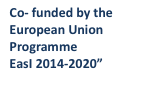 Co- funded by the
European Union
Programme
EasI 2014-2020”